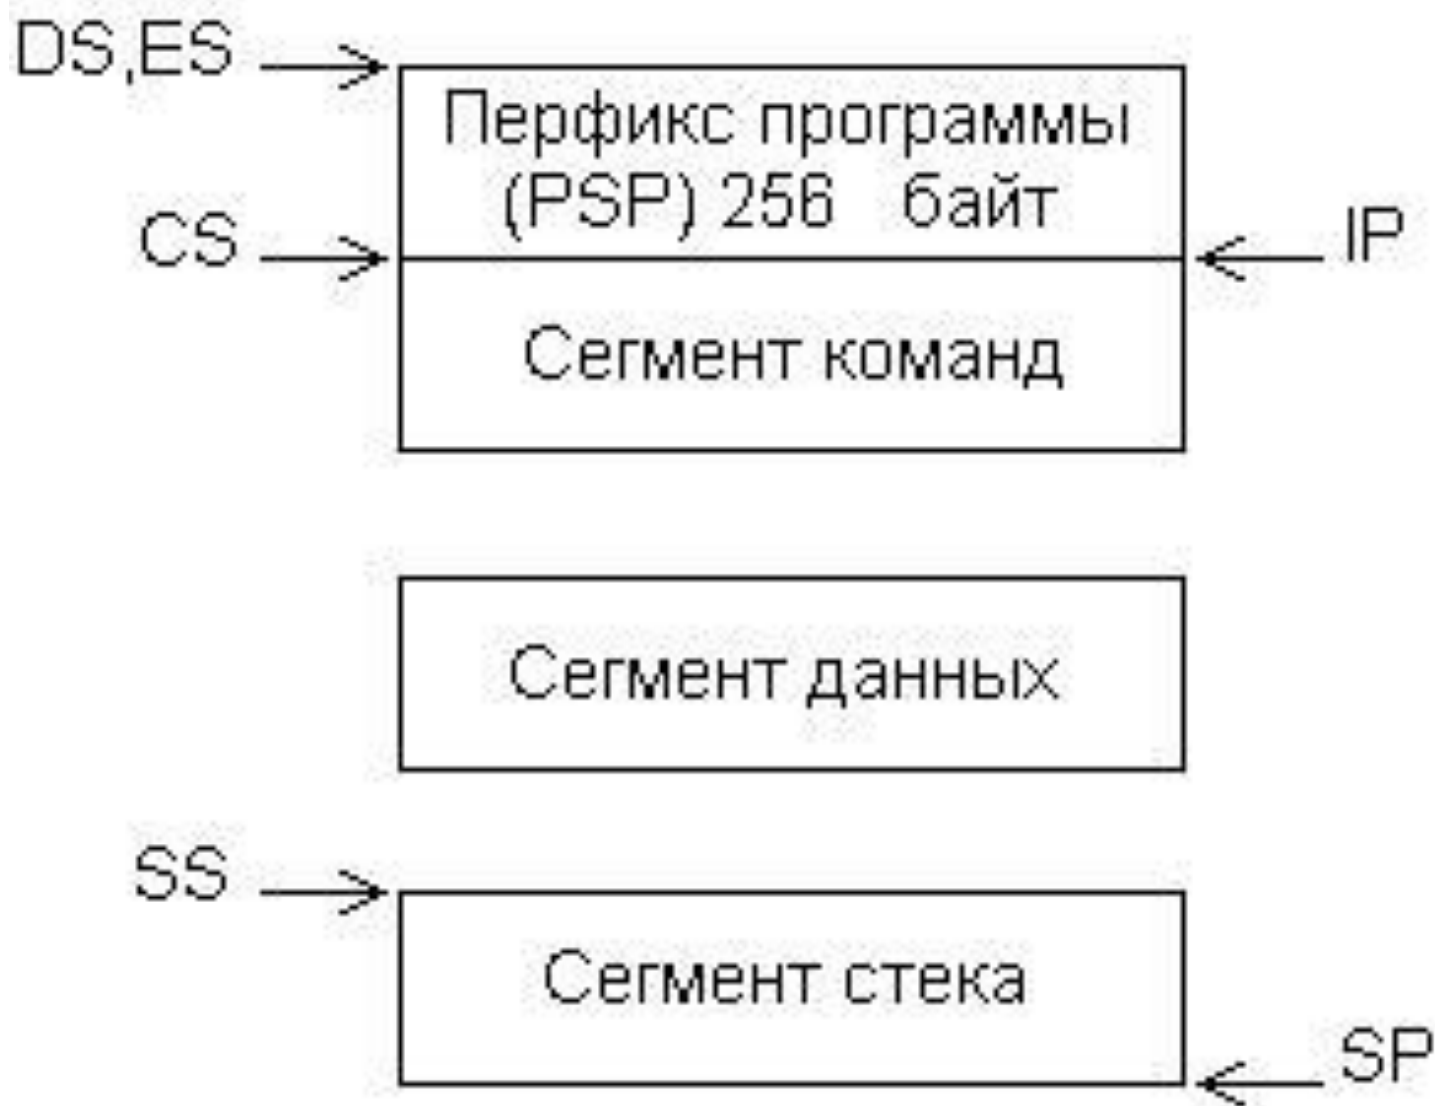 DS,ES
Перфикс программы
(PSP) 256 байт
CS
IP
Сегмент команд
Сегмент данных
SS
Сегмент стека
SP